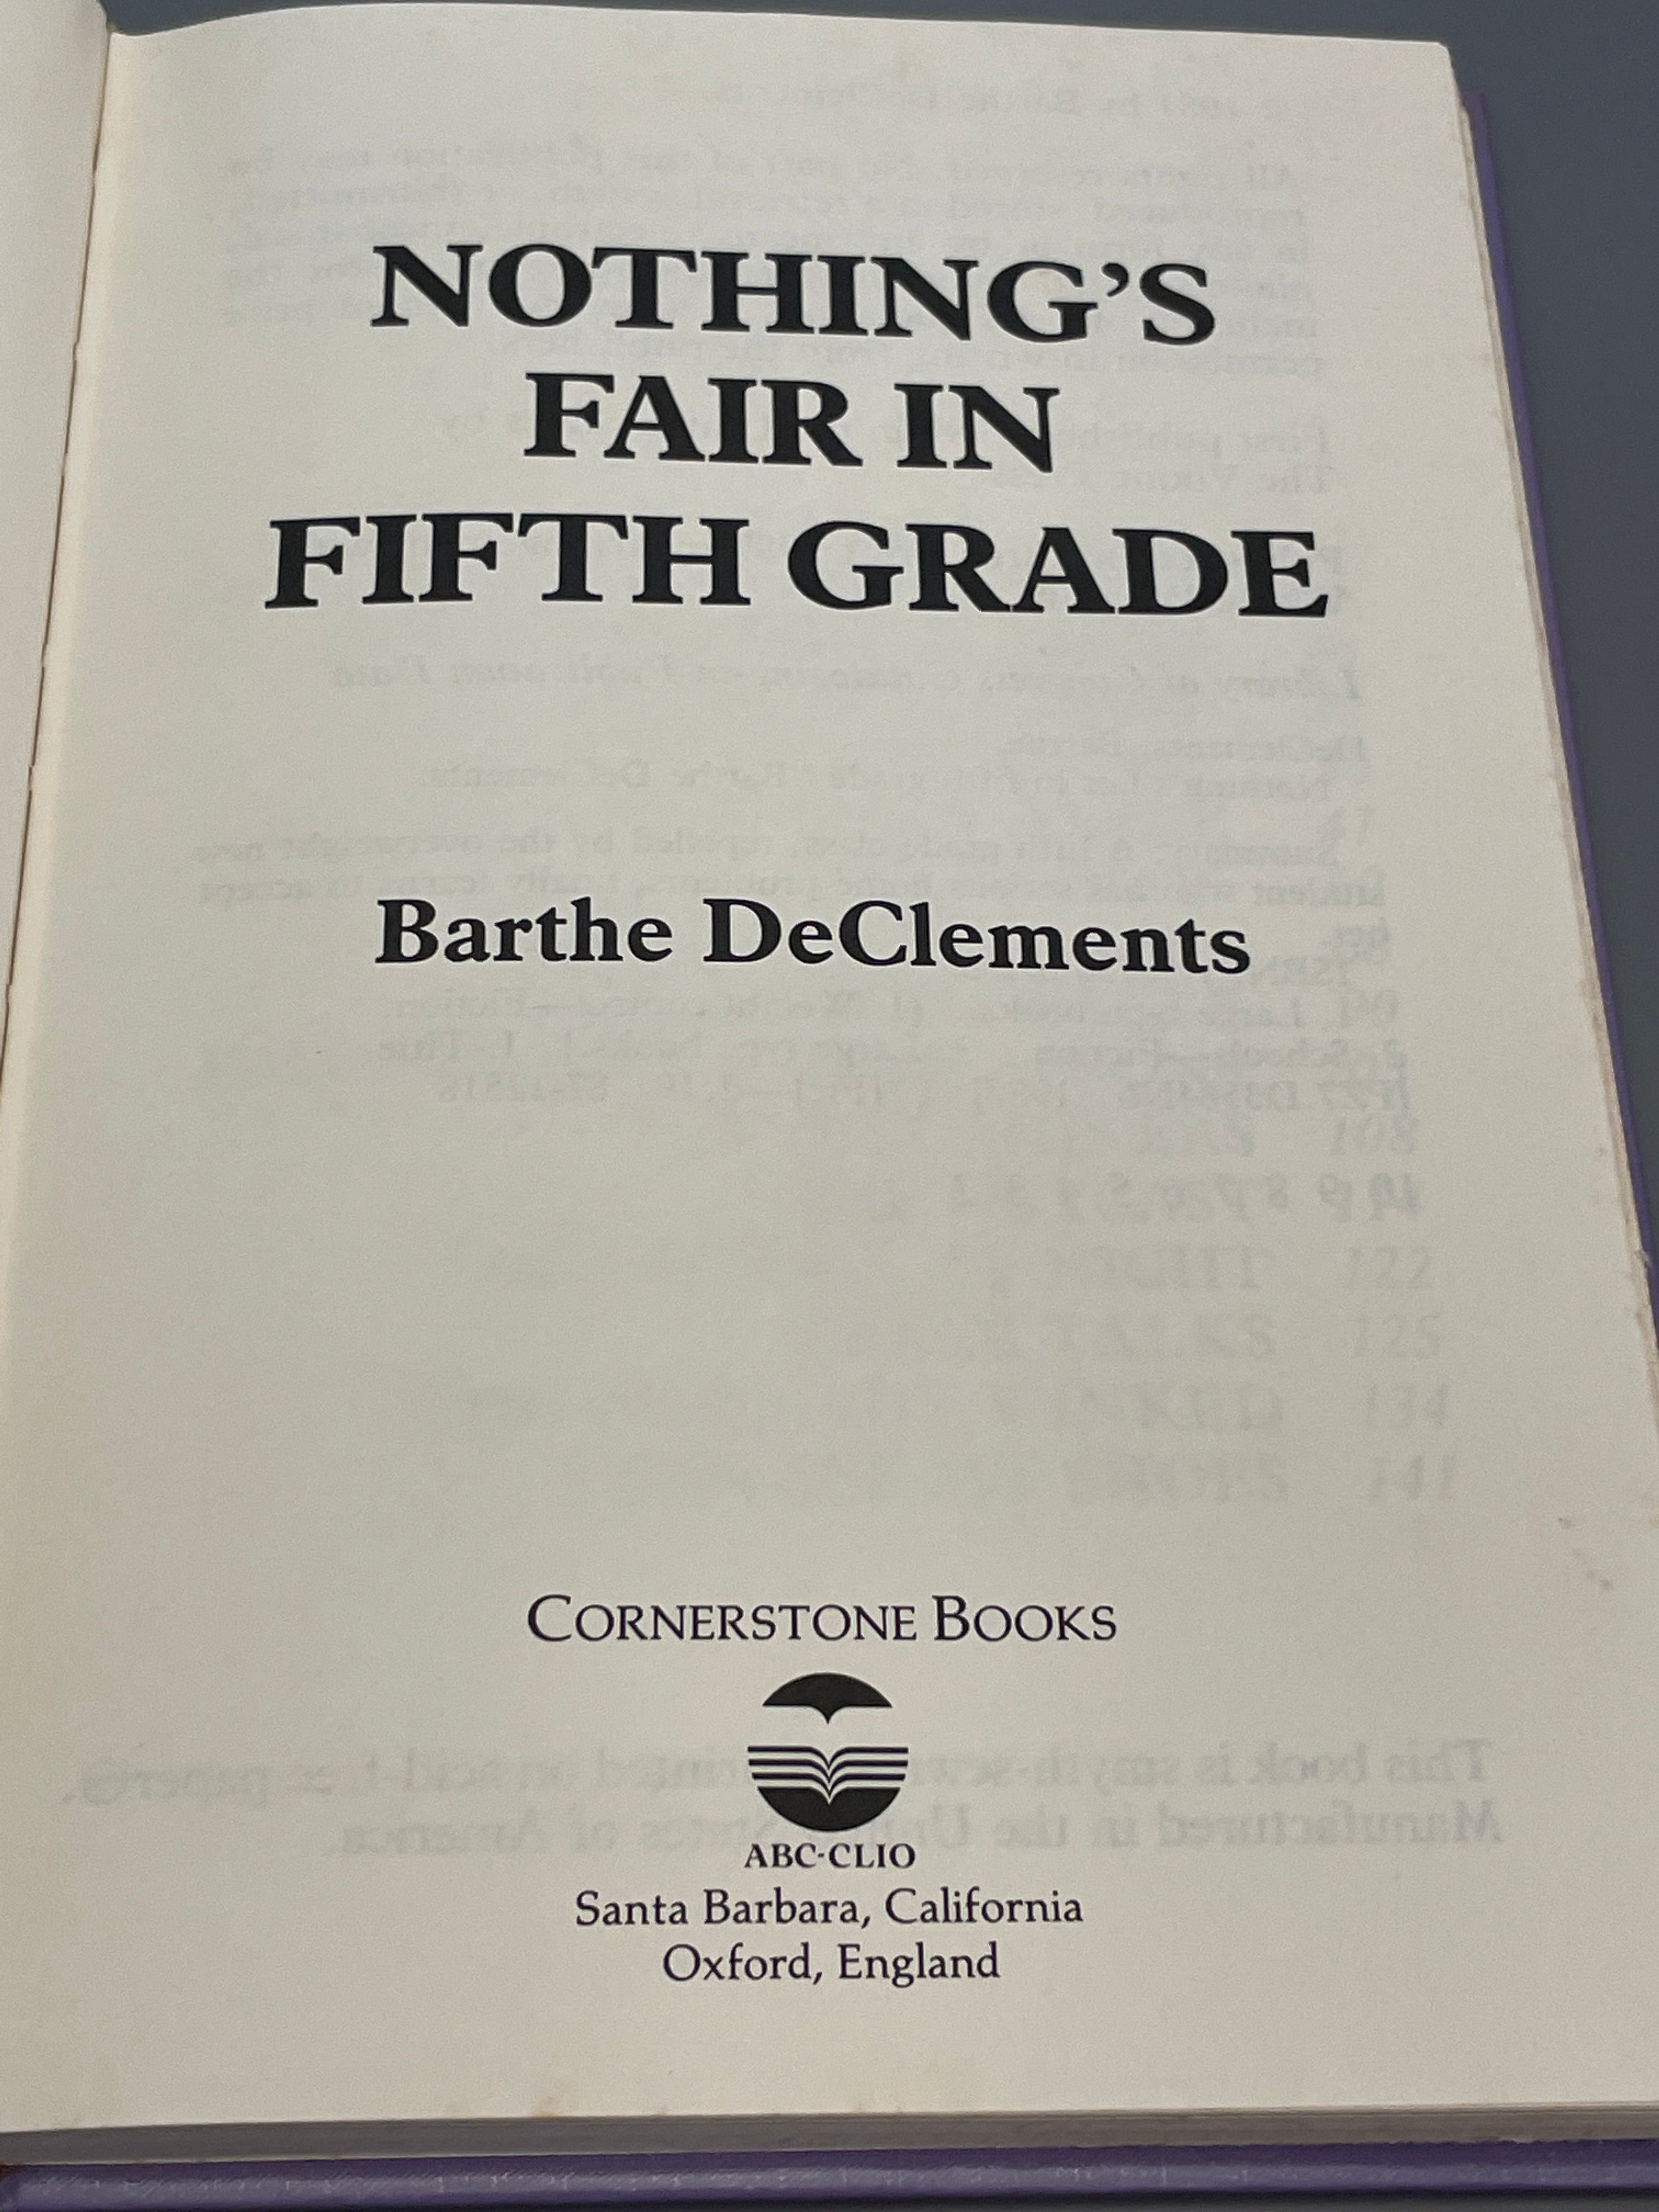 NOTHING'S
FAIR IN
FIFTH GRADE
Barthe DeClements
CORNERSTONE BOOKS
ABC-CLIO
Santa Barbara, California
Oxford, England